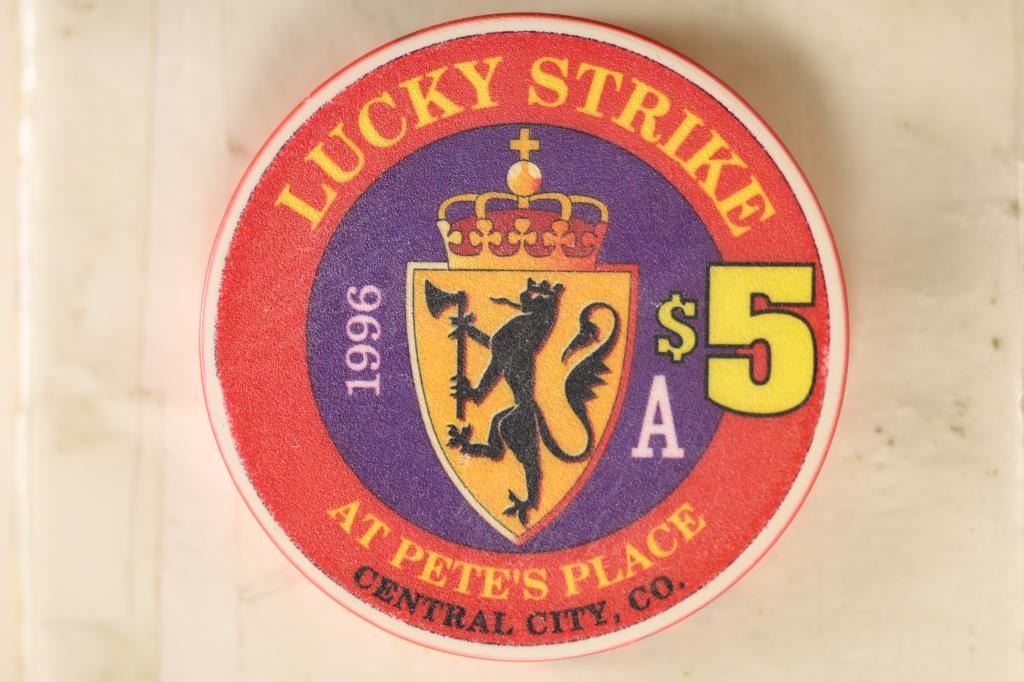 LUCKY STRIKE
1996
$5
A
AT PETE'S PLACE
CENTRAL CITY, CO.